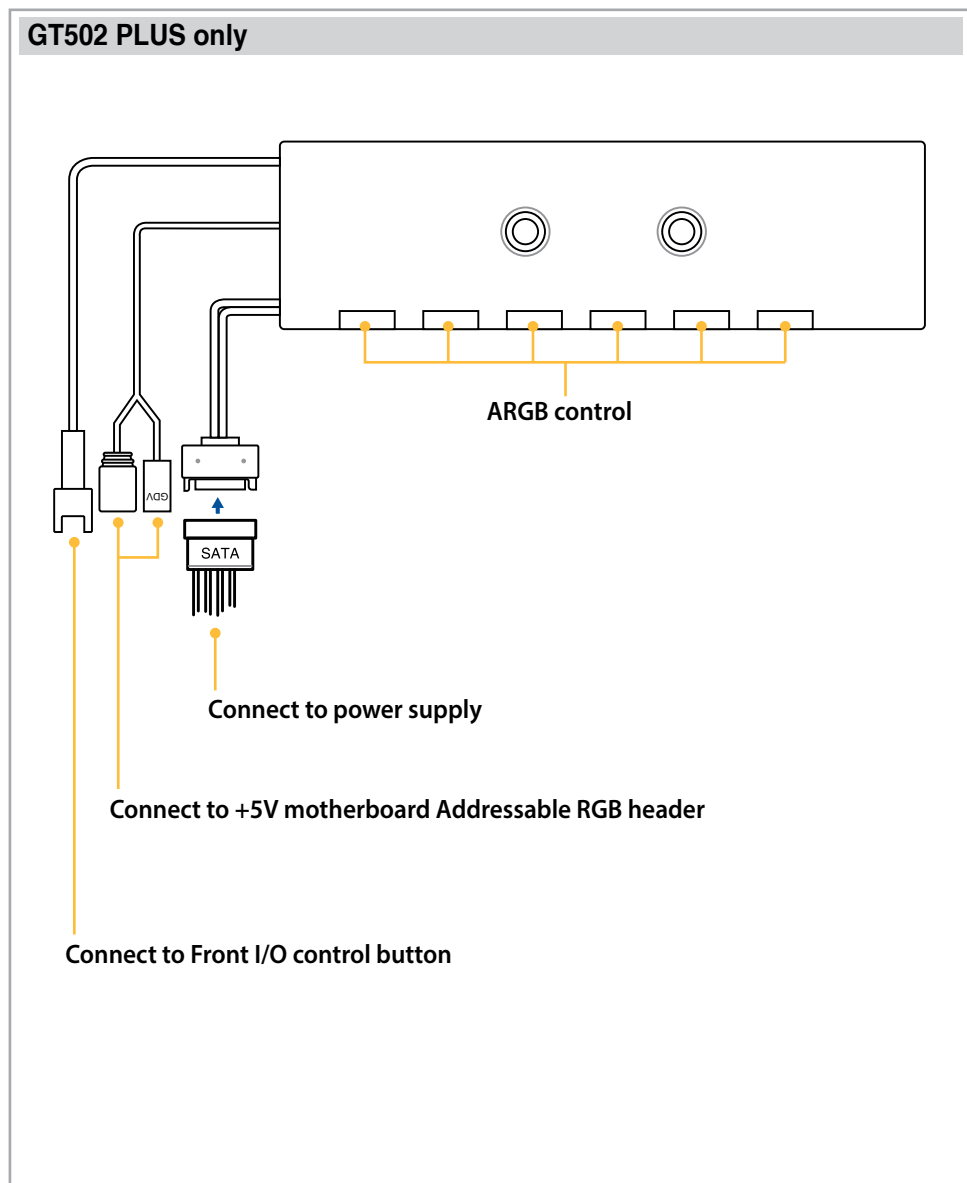 GT502 PLUS only
ARGB control
GDV
SATA
Connect to power supply
Connect to +5V motherboard Addressable RGB header
Connect to Front I/O control button